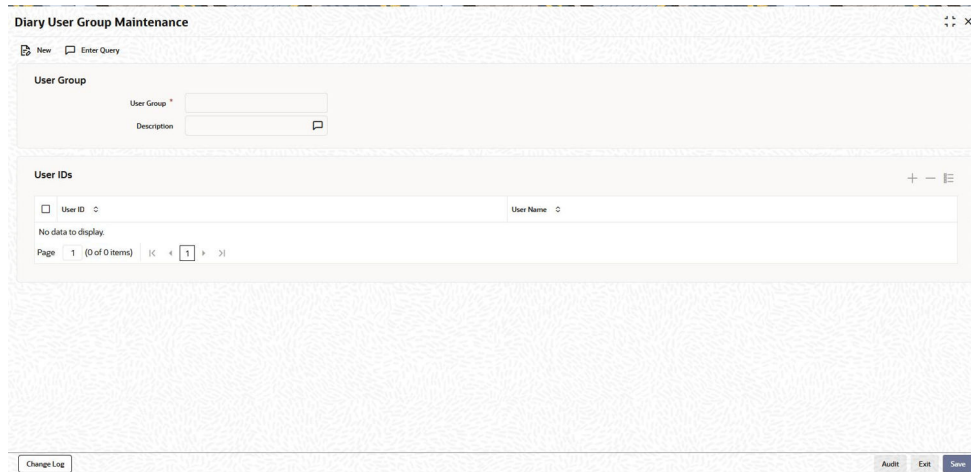 Diary User Group Maintenance
New Enter Query
User Group
User Group *
Description
User IDs
User ID User Name
No data to display.
Page 1 (0 of 0 items) 1
Change Log Audit Exit Save